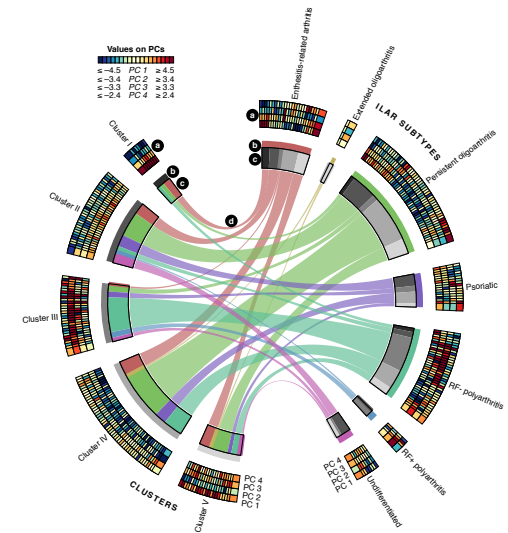 Values on PCs
≤ −4.5 PC 1 ≥ 4.5
≤ −3.4 PC 2 ≥ 3.4
≤ −3.3 PC 3 ≥ 3.3
≤ −2.4 PC 4 ≥ 2.4
Enthesitis-related arthritis
Extended oligoarthritis
ILAR SUBTYPES
Persistent oligoarthritis
Psoriatic
RF- polyarthritis
RF+ polyarthritis
Undifferentiated
PC 4
PC 3
PC 2
PC 1
a
b
c
d
Cluster
a
b
c
Cluster II
Cluster III
Cluster IV
CLUSTERS
Cluster V
PC 4
PC 3
PC 2
PC 1